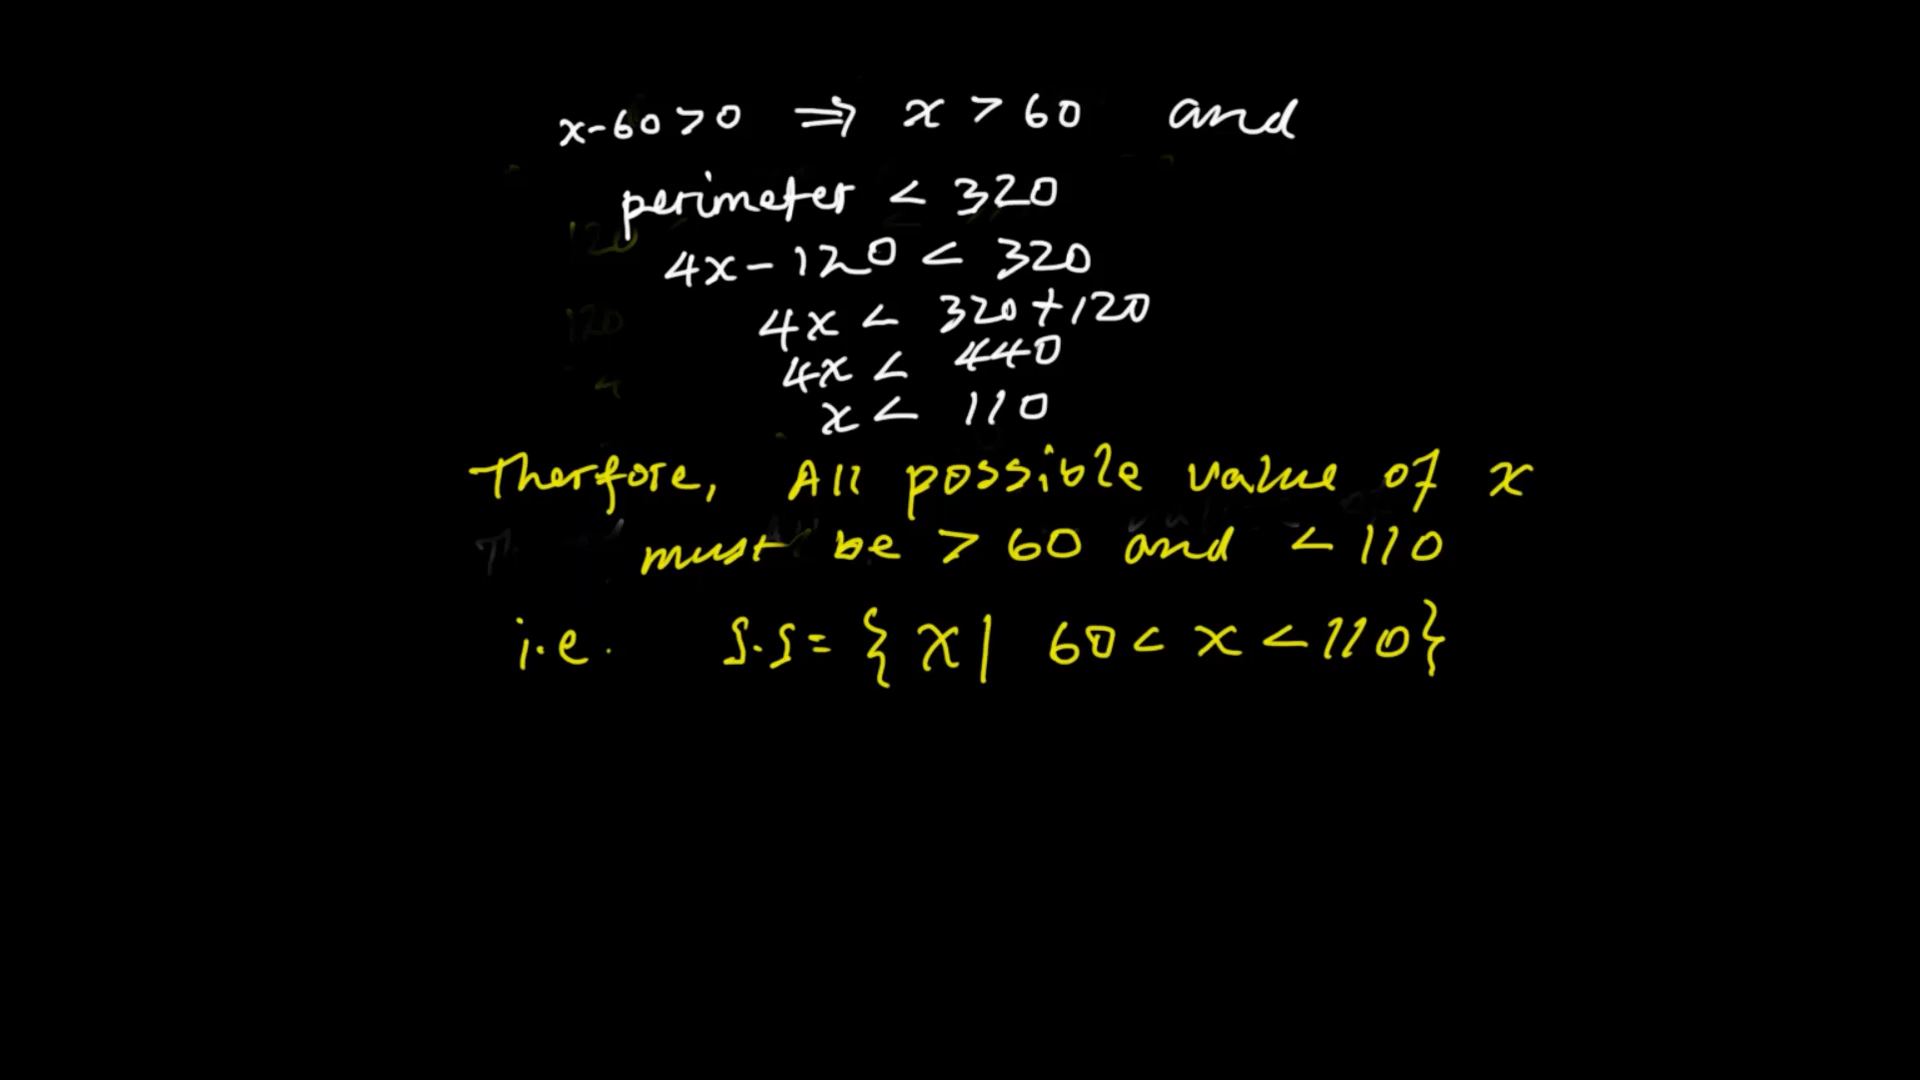 x-60>0 ⇒ x > 60 and
perimeter < 320
4x - 120 < 320
4x < 320+120
4x < 440
x < 110
Therfore, All possible value of x
must be > 60 and < 110
i.e. S.S = { x | 60 < x < 110}